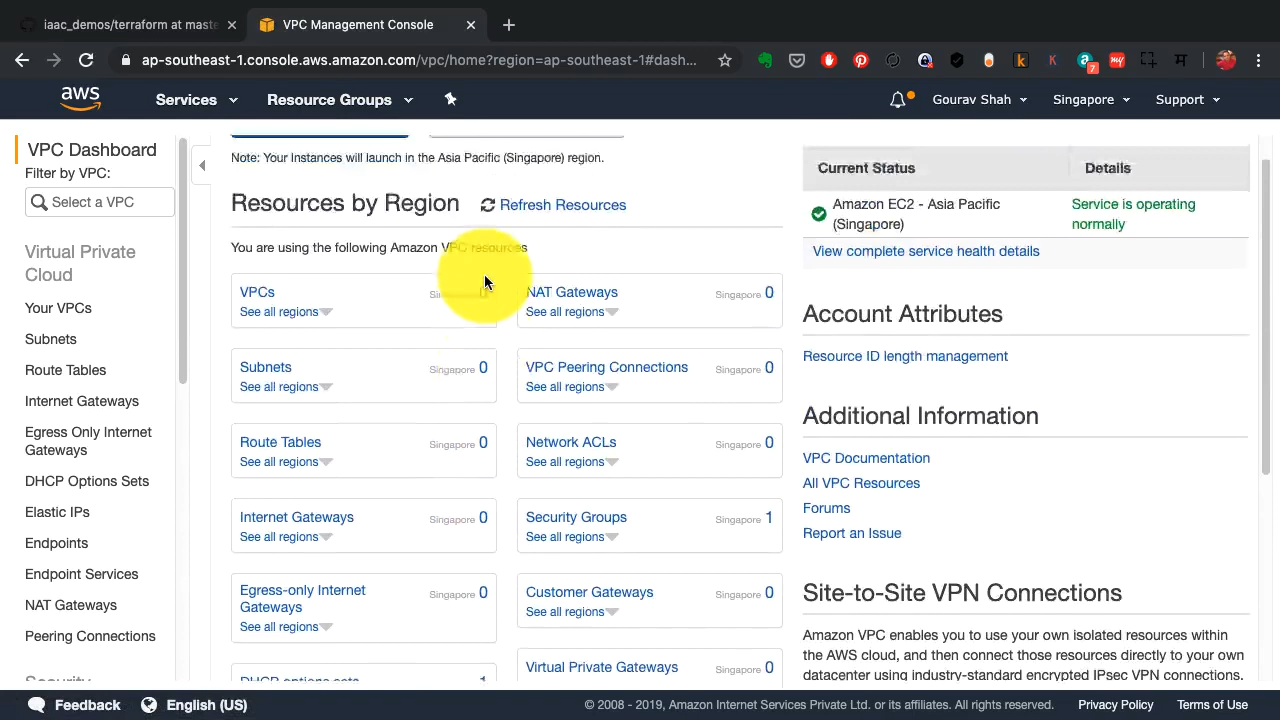 iaac_demos/terraform at maste
VPC Management Console
ap-southeast-1.console.aws.amazon.com/vpc/home?region=ap-southeast-1#dash...
7
aws
Services
Resource Groups
Gourav Shah
Singapore
Support
VPC Dashboard
Filter by VPC:
Select a VPC
Virtual Private
Cloud
Your VPCs
Subnets
Route Tables
Internet Gateways
Egress Only Internet
Gateways
DHCP Options Sets
Elastic IPs
Endpoints
Endpoint Services
NAT Gateways
Peering Connections
Security
Note: Your Instances will launch in the Asia Pacific (Singapore) region.
Resources by Region
Refresh Resources
You are using the following Amazon VPC resources
VPCs
See all regions
NAT Gateways
Singapore 0
See all regions
Subnets
Singapore 0
See all regions
VPC Peering Connections
Singapore 0
See all regions
Route Tables
Singapore 0
See all regions
Network ACLs
Singapore 0
See all regions
Internet Gateways
Singapore 0
See all regions
Security Groups
Singapore 1
See all regions
Egress-only Internet
Gateways
Singapore 0
See all regions
Customer Gateways
Singapore 0
See all regions
DHCP options sets
1
Virtual Private Gateways
Singapore 0
Current Status
Details
Amazon EC2 - Asia Pacific
(Singapore)
Service is operating
normally
View complete service health details
Account Attributes
Resource ID length management
Additional Information
VPC Documentation
All VPC Resources
Forums
Report an Issue
Site-to-Site VPN Connections
Amazon VPC enables you to use your own isolated resources within
the AWS cloud, and then connect those resources directly to your own
datacenter using industry-standard encrypted IPsec VPN connections.
Feedback
English (US)
© 2008 - 2019, Amazon Internet Services Private Ltd. or its affiliates. All rights reserved.
Privacy Policy
Terms of Use